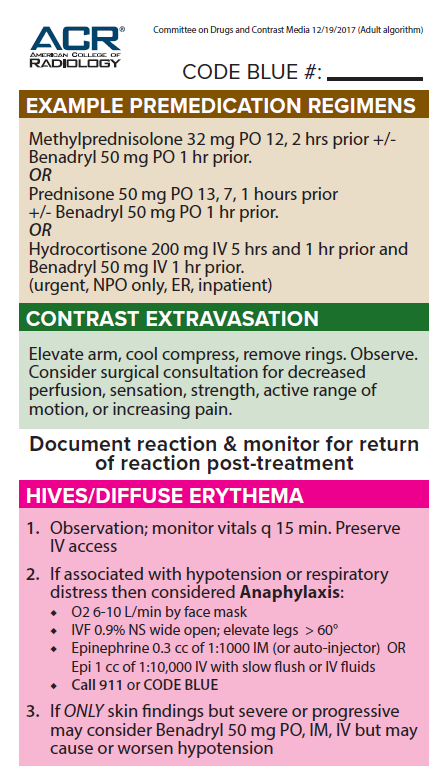 ACR®
AMERICAN COLLEGE OF
RADIOLOGY
Committee on Drugs and Contrast Media 12/19/2017 (Adult algorithm)
CODE BLUE #: ________
EXAMPLE PREMEDICATION REGIMENS
Methylprednisolone 32 mg PO 12, 2 hrs prior +/-
Benadryl 50 mg PO 1 hr prior.
OR
Prednisone 50 mg PO 13, 7, 1 hours prior
+/- Benadryl 50 mg PO 1 hr prior.
OR
Hydrocortisone 200 mg IV 5 hrs and 1 hr prior and
Benadryl 50 mg IV 1 hr prior.
(urgent, NPO only, ER, inpatient)
CONTRAST EXTRAVASATION
Elevate arm, cool compress, remove rings. Observe.
Consider surgical consultation for decreased
perfusion, sensation, strength, active range of
motion, or increasing pain.
Document reaction & monitor for return
of reaction post-treatment
HIVES/DIFFUSE ERYTHEMA
1. Observation; monitor vitals q 15 min. Preserve
IV access
2. If associated with hypotension or respiratory
distress then considered Anaphylaxis:
◆ O2 6-10 L/min by face mask
◆ IVF 0.9% NS wide open; elevate legs > 60°
◆ Epinephrine 0.3 cc of 1:1000 IM (or auto-injector) OR
Epi 1 cc of 1:10,000 IV with slow flush or IV fluids
◆ Call 911 or CODE BLUE
3. If ONLY skin findings but severe or progressive
may consider Benadryl 50 mg PO, IM, IV but may
cause or worsen hypotension